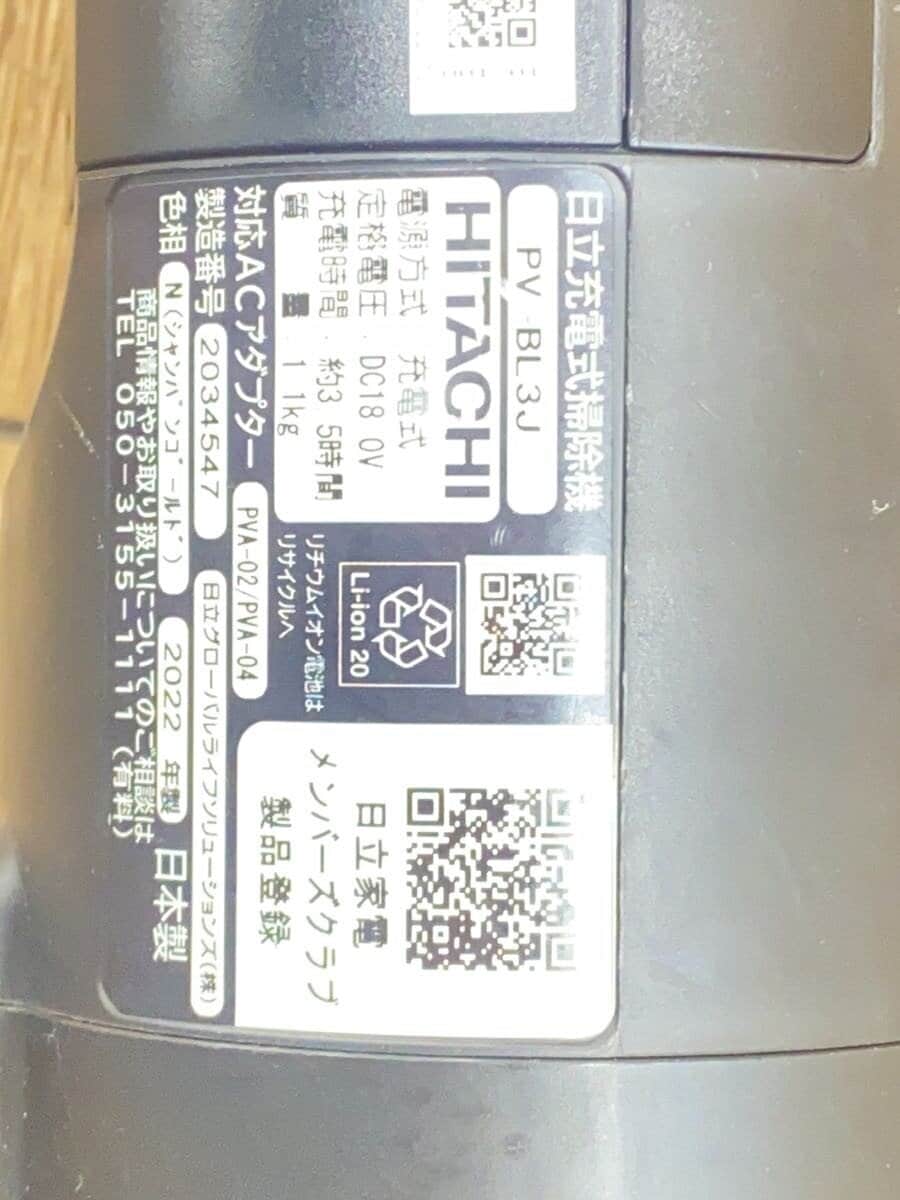 日立充電式掃除機
PV-BL3J
HITACHI
電源方式 充電式
定格電圧 DC18.0V
充電時間 約3.5時間
質量 1.1kg
対応ACアダプター PVA-02/PVA-04
製造番号 2034547 日立グローバルライフソリューションズ(株)
色相 N(シャンパンゴールド) 2022 年製 日本製
商品情報やお取り扱いについてのご相談は
TEL 050-3155-1111(有料)
Li-ion 20
リチウムイオン電池は
リサイクルへ
日立家電
メンバーズクラブ
製品登録